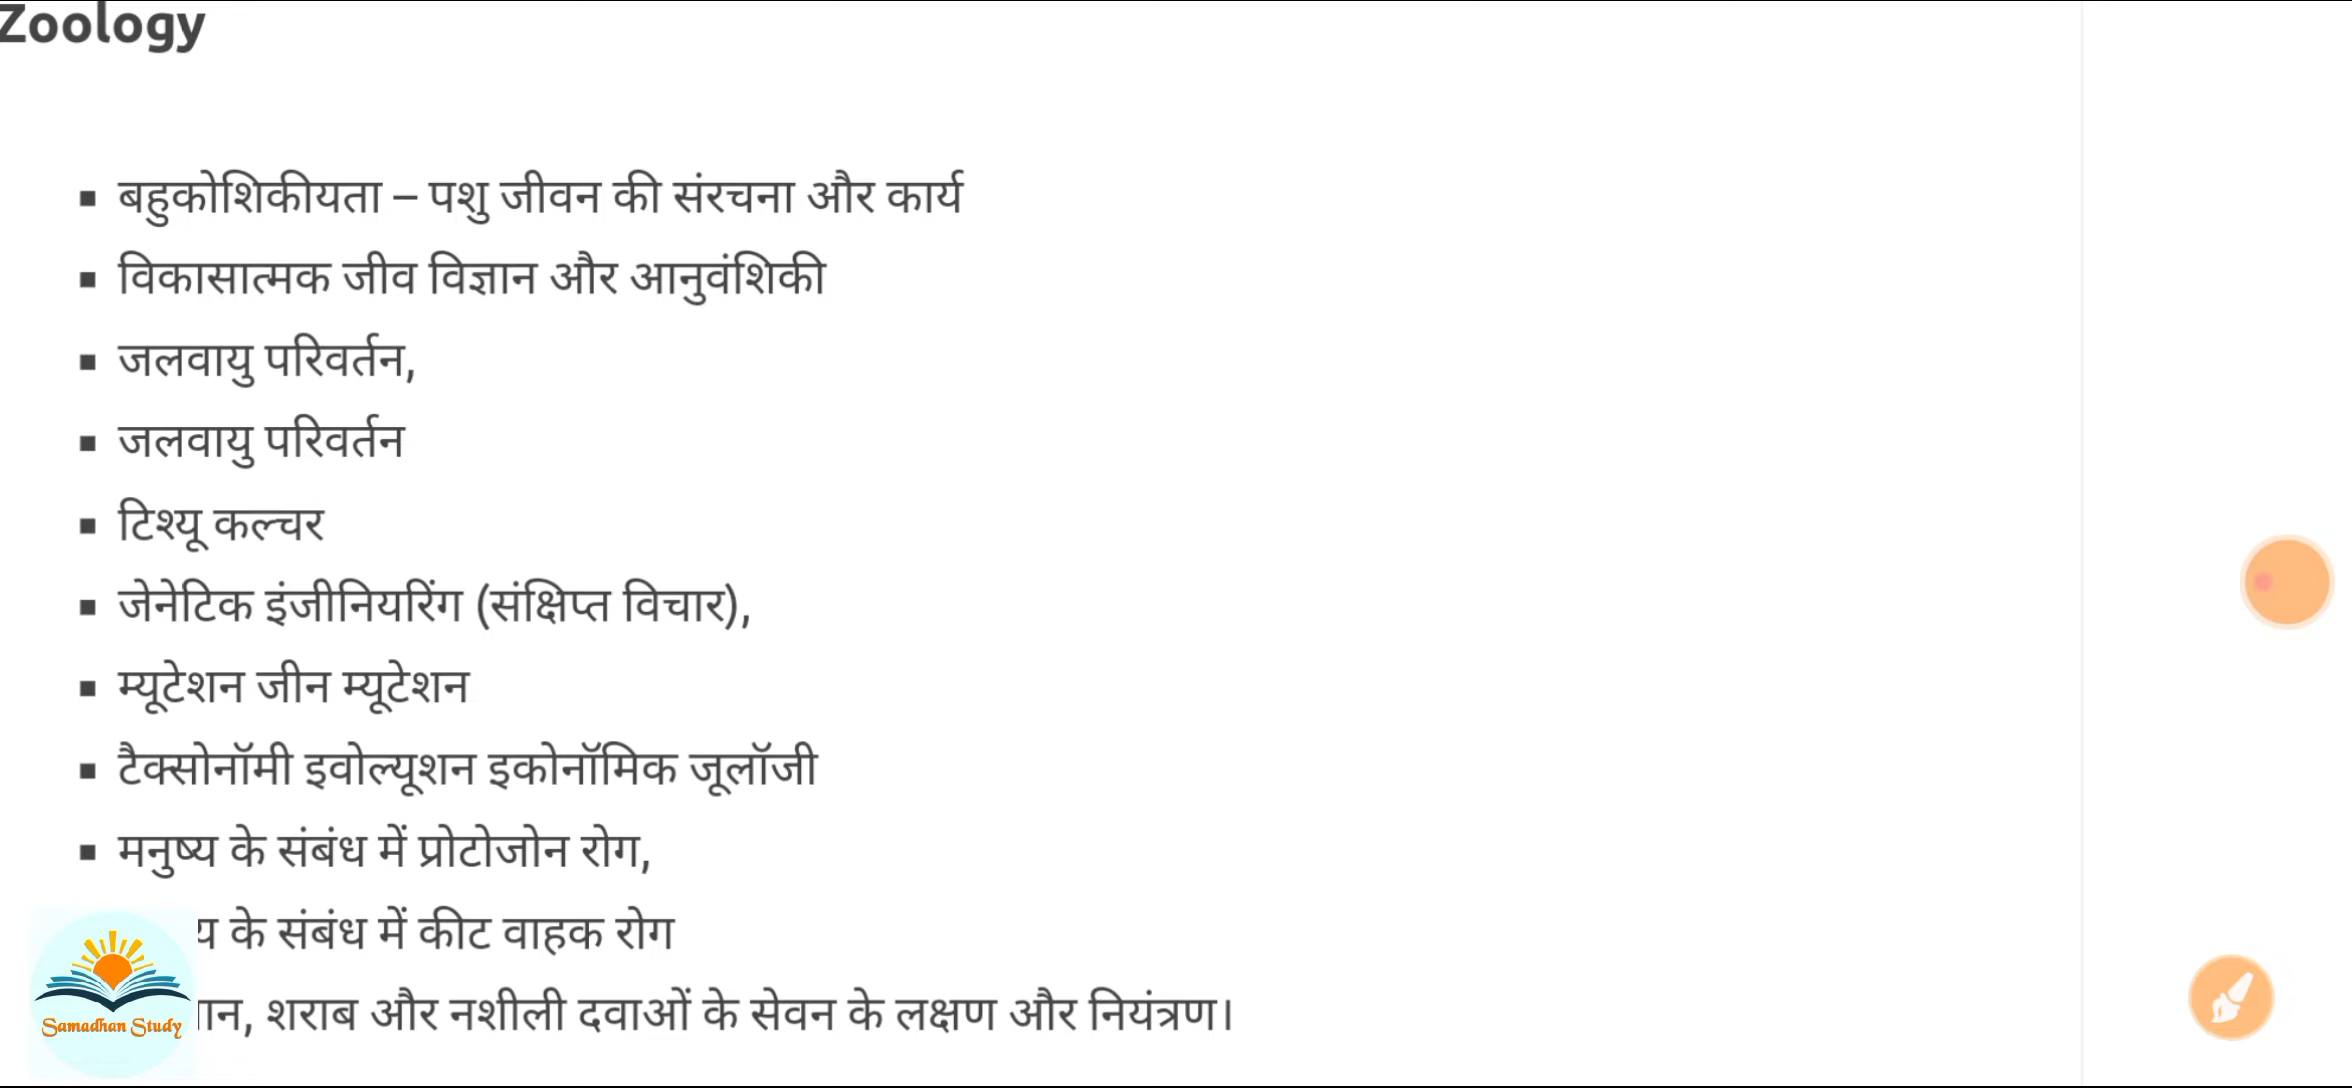 Zoology
▪ बहुकोशिकीयता – पशु जीवन की संरचना और कार्य
▪ विकासात्मक जीव विज्ञान और आनुवंशिकी
▪ जलवायु परिवर्तन,
▪ जलवायु परिवर्तन
▪ टिश्यू कल्चर
▪ जेनेटिक इंजीनियरिंग (संक्षिप्त विचार),
▪ म्यूटेशन जीन म्यूटेशन
▪ टैक्सोनॉमी इवोल्यूशन इकोनॉमिक जूलॉजी
▪ मनुष्य के संबंध में प्रोटोजोन रोग,
के संबंध में कीट वाहक रोग
शराब और नशीली दवाओं के सेवन के लक्षण और नियंत्रण।
Samadhan Study